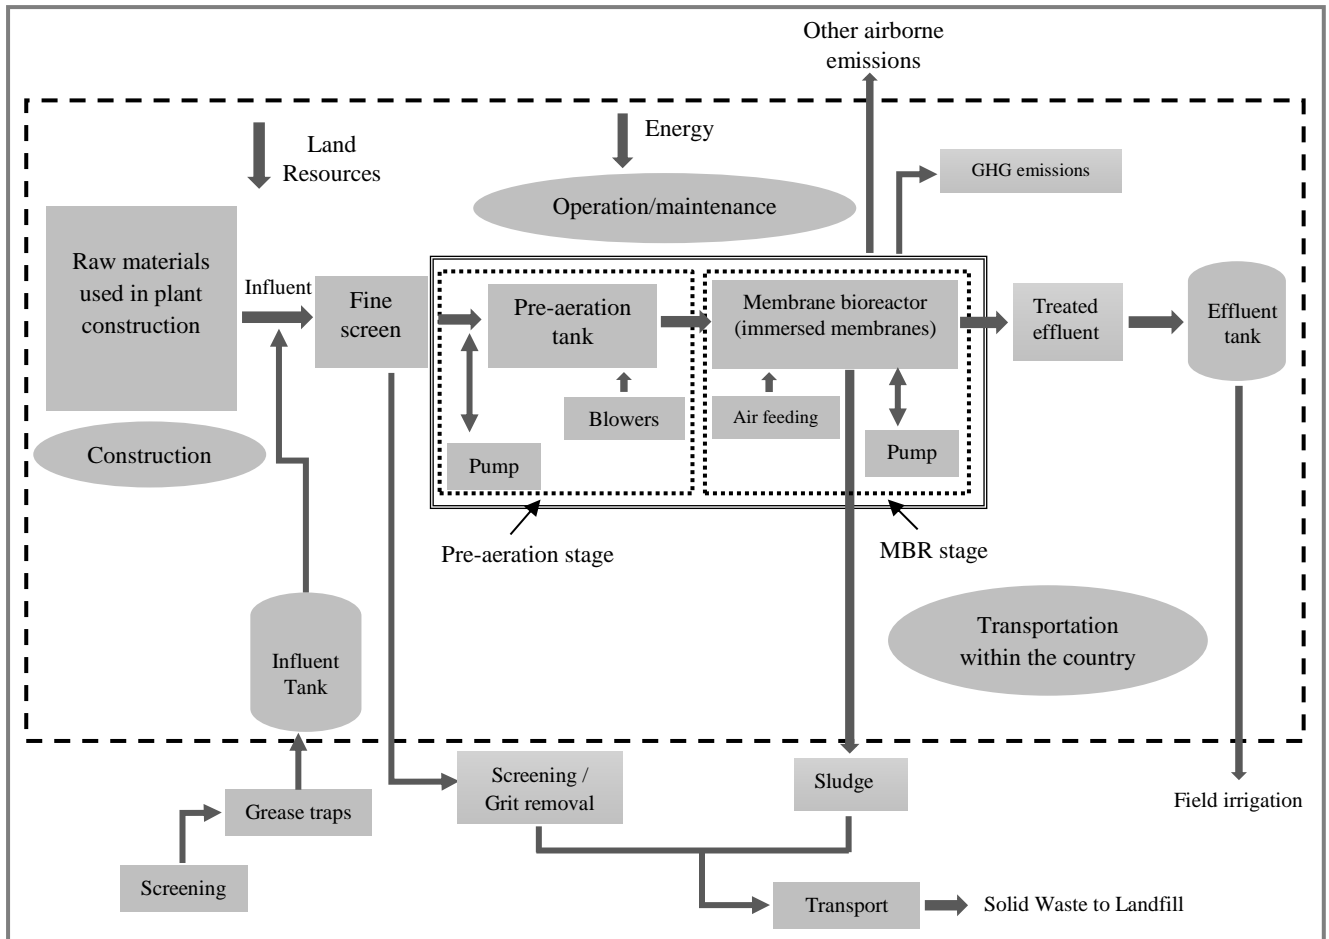 Other airborne
emissions
Land
Resources
Energy
GHG emissions
Operation/maintenance
Raw materials
used in plant
construction
Influent
Fine
screen
Pre-aeration
tank
Membrane bioreactor
(immersed membranes)
Treated
effluent
Effluent
tank
Blowers
Air feeding
Pump
Pump
Construction
Pre-aeration stage
MBR stage
Transportation
within the country
Influent
Tank
Screening /
Grit removal
Sludge
Field irrigation
Grease traps
Screening
Transport
Solid Waste to Landfill